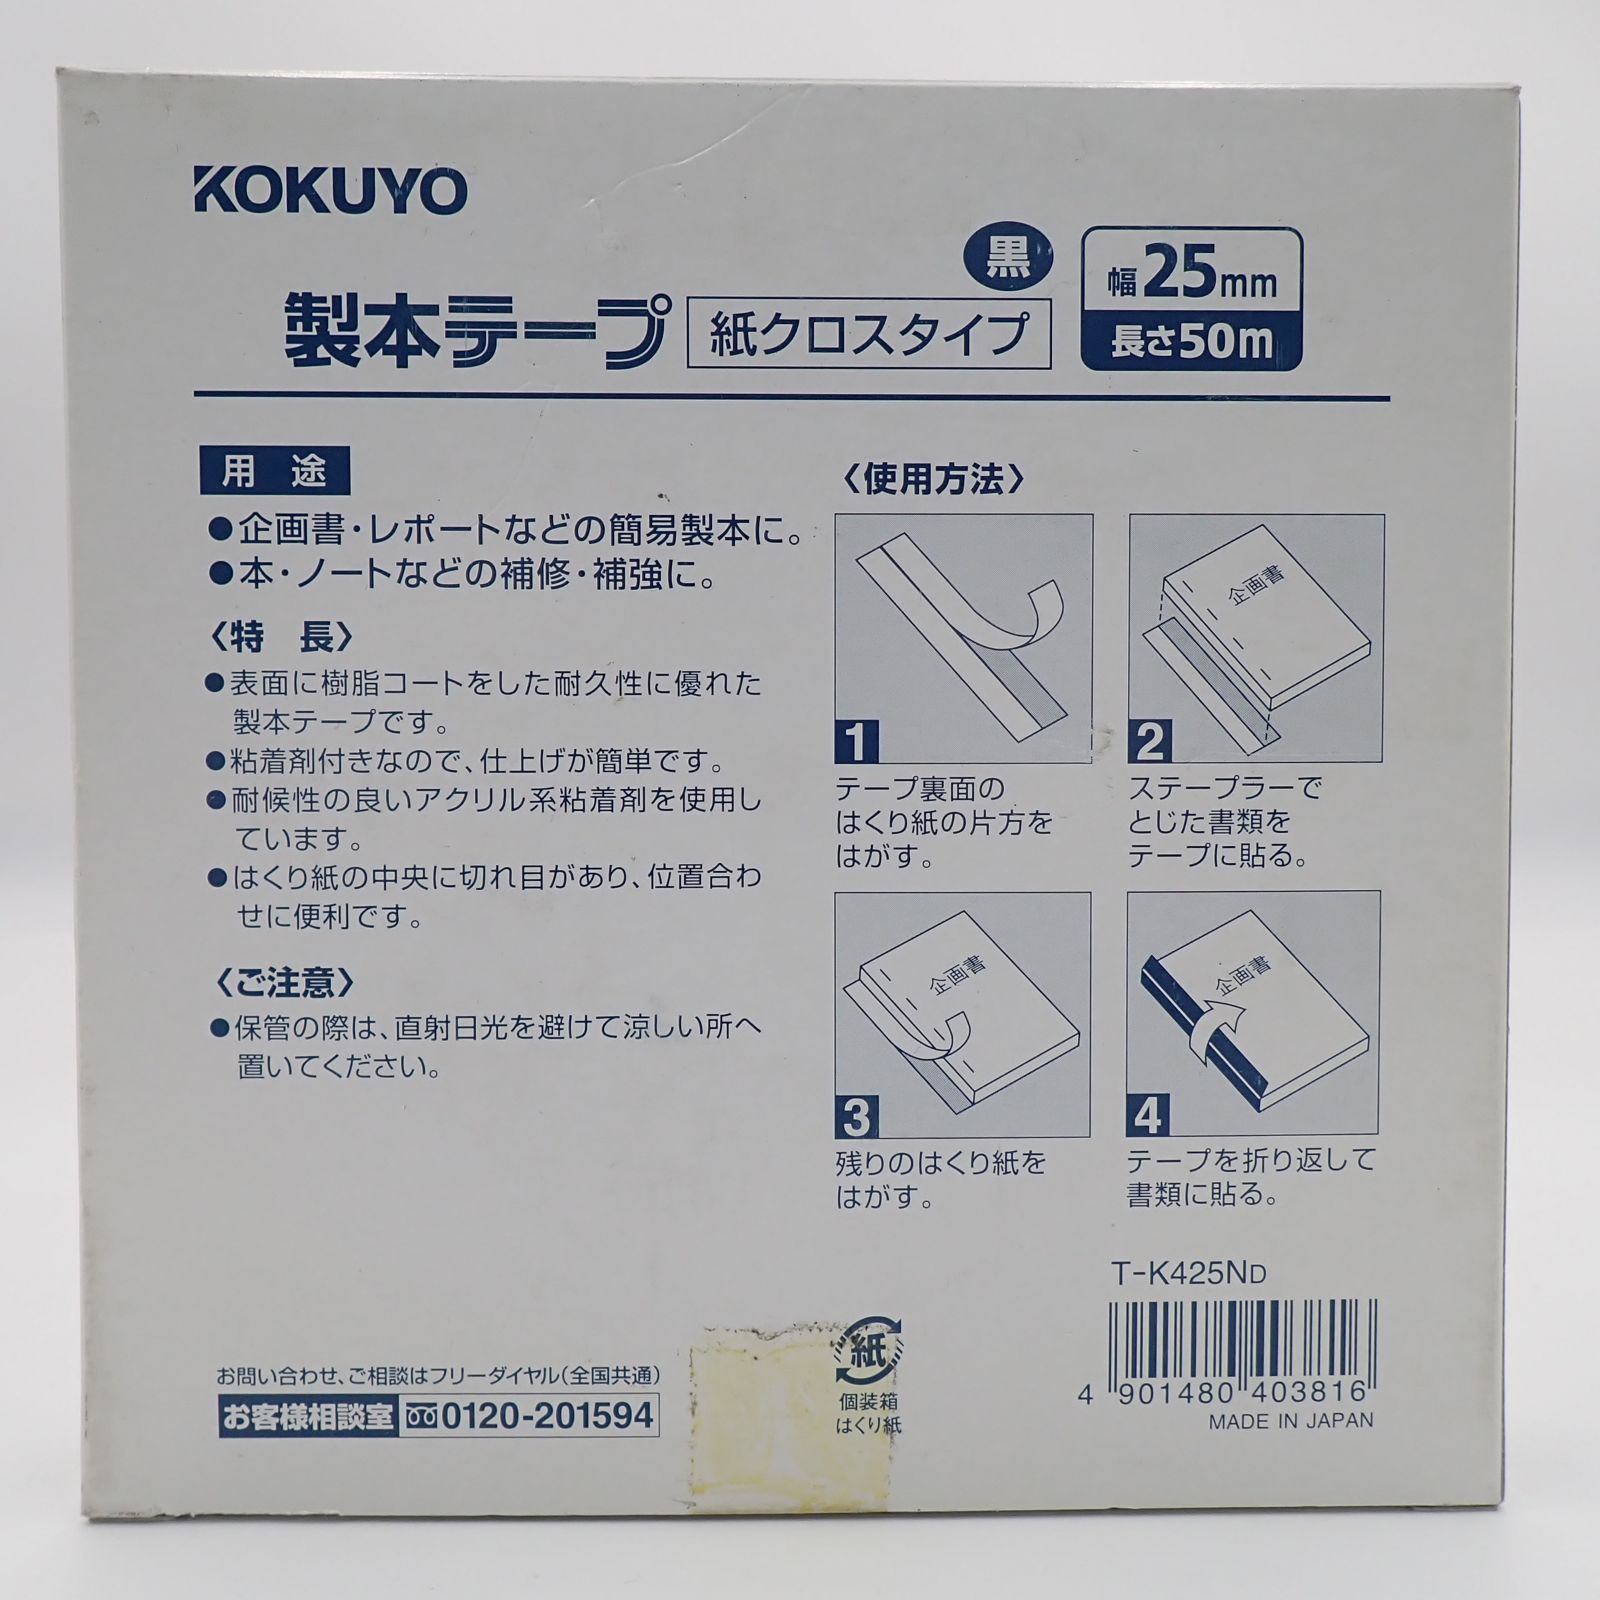 KOKUYO
黒
幅25mm
長さ50m
製本テープ 紙クロスタイプ
用 途
●企画書・レポートなどの簡易製本に。
●本・ノートなどの補修・補強に。
〈特 長〉
●表面に樹脂コートをした耐久性に優れた
製本テープです。
●粘着剤付きなので、仕上げが簡単です。
●耐候性の良いアクリル系粘着剤を使用し
ています。
●はくり紙の中央に切れ目があり、位置合わ
せに便利です。
〈ご注意〉
●保管の際は、直射日光を避けて涼しい所へ
置いてください。
〈使用方法〉
1
テープ裏面の
はくり紙の片方を
はがす。
企画書
2
ステープラーで
とじた書類を
テープに貼る。
企画書
3
残りのはくり紙を
はがす。
企画書
4
テープを折り返して
書類に貼る。
お問い合わせ、ご相談はフリーダイヤル(全国共通)
お客様相談室 0120-201594
紙
個装箱
はくり紙
T-K425ND
4 901480 403816
MADE IN JAPAN